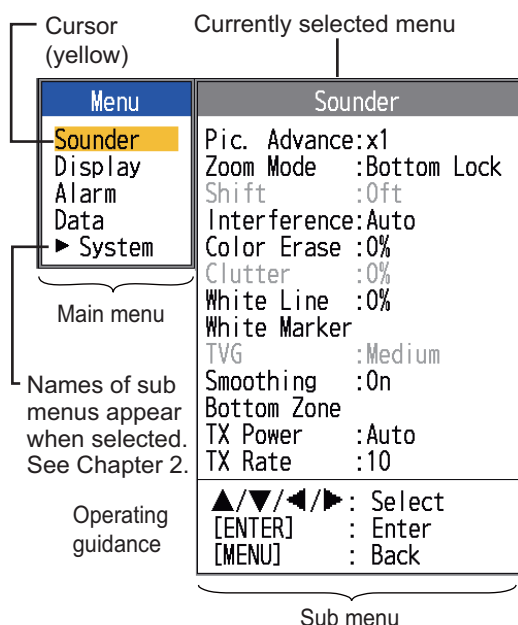 Cursor
(yellow)
Currently selected menu
Menu
Sounder
Display
Alarm
Data
▶ System
Main menu
Names of sub
menus appear
when selected.
See Chapter 2.
Operating
guidance
Sounder
Pic. Advance:x1
Zoom Mode :Bottom Lock
Shift :0ft
Interference:Auto
Color Erase :0%
Clutter :0%
White Line :0%
White Marker
TVG :Medium
Smoothing :On
Bottom Zone
TX Power :Auto
TX Rate :10
▲/▼/◀/▶: Select
[ENTER] : Enter
[MENU] : Back
Sub menu